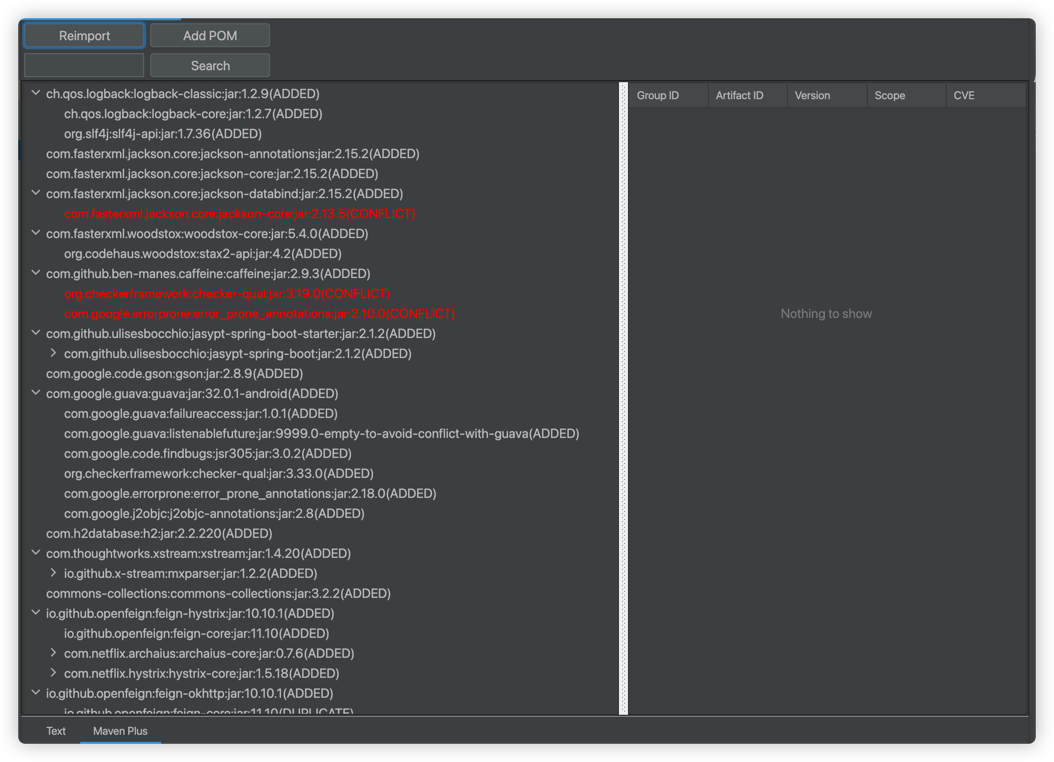 Reimport
Add POM
Search
ch.qos.logback:logback-classic:jar:1.2.9(ADDED)
ch.qos.logback:logback-core:jar:1.2.7(ADDED)
org.slf4j:slf4j-api:jar:1.7.36(ADDED)
com.fasterxml.jackson.core:jackson-annotations:jar:2.15.2(ADDED)
com.fasterxml.jackson.core:jackson-core:jar:2.15.2(ADDED)
com.fasterxml.jackson.core:jackson-databind:jar:2.15.2(ADDED)
com.fasterxml.jackson.core:jackson-core:jar:2.13.5(CONFLICT)
com.fasterxml.woodstox:woodstox-core:jar:5.4.0(ADDED)
org.codehaus.woodstox:stax2-api:jar:4.2(ADDED)
com.github.ben-manes.caffeine:caffeine:jar:2.9.3(ADDED)
org.checkerframework:checker-qual:jar:3.19.0(CONFLICT)
com.google.errorprone:error_prone_annotations:jar:2.10.0(CONFLICT)
com.github.ulisesbocchio:jasypt-spring-boot-starter:jar:2.1.2(ADDED)
com.github.ulisesbocchio:jasypt-spring-boot:jar:2.1.2(ADDED)
com.google.code.gson:gson:jar:2.8.9(ADDED)
com.google.guava:guava:jar:32.0.1-android(ADDED)
com.google.guava:failureaccess:jar:1.0.1(ADDED)
com.google.guava:listenablefuture:jar:9999.0-empty-to-avoid-conflict-with-guava(ADDED)
com.google.code.findbugs:jsr305:jar:3.0.2(ADDED)
org.checkerframework:checker-qual:jar:3.33.0(ADDED)
com.google.errorprone:error_prone_annotations:jar:2.18.0(ADDED)
com.google.j2objc:j2objc-annotations:jar:2.8(ADDED)
com.h2database:h2:jar:2.2.220(ADDED)
com.thoughtworks.xstream:xstream:jar:1.4.20(ADDED)
io.github.x-stream:mxparser:jar:1.2.2(ADDED)
commons-collections:commons-collections:jar:3.2.2(ADDED)
io.github.openfeign:feign-hystrix:jar:10.10.1(ADDED)
io.github.openfeign:feign-core:jar:11.10(ADDED)
com.netflix.archaius:archaius-core:jar:0.7.6(ADDED)
com.netflix.hystrix:hystrix-core:jar:1.5.18(ADDED)
io.github.openfeign:feign-okhttp:jar:10.10.1(ADDED)
io.github.openfeign:feign-core:jar:11.10(DUPLICATE)
Group ID
Artifact ID
Version
Scope
CVE
Nothing to show
Text
Maven Plus